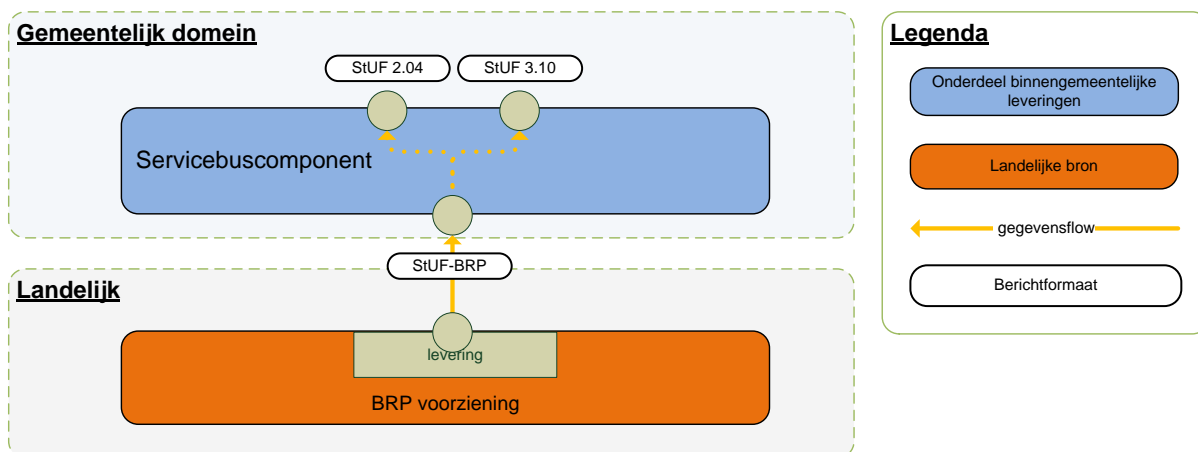 Gemeentelijk domein
StUF 2.04
StUF 3.10
Servicebuscomponent
StUF-BRP
Landelijk
levering
BRP voorziening
Legenda
Onderdeel binnengemeentelijke
leveringen
Landelijke bron
gegevensflow
Berichtformaat